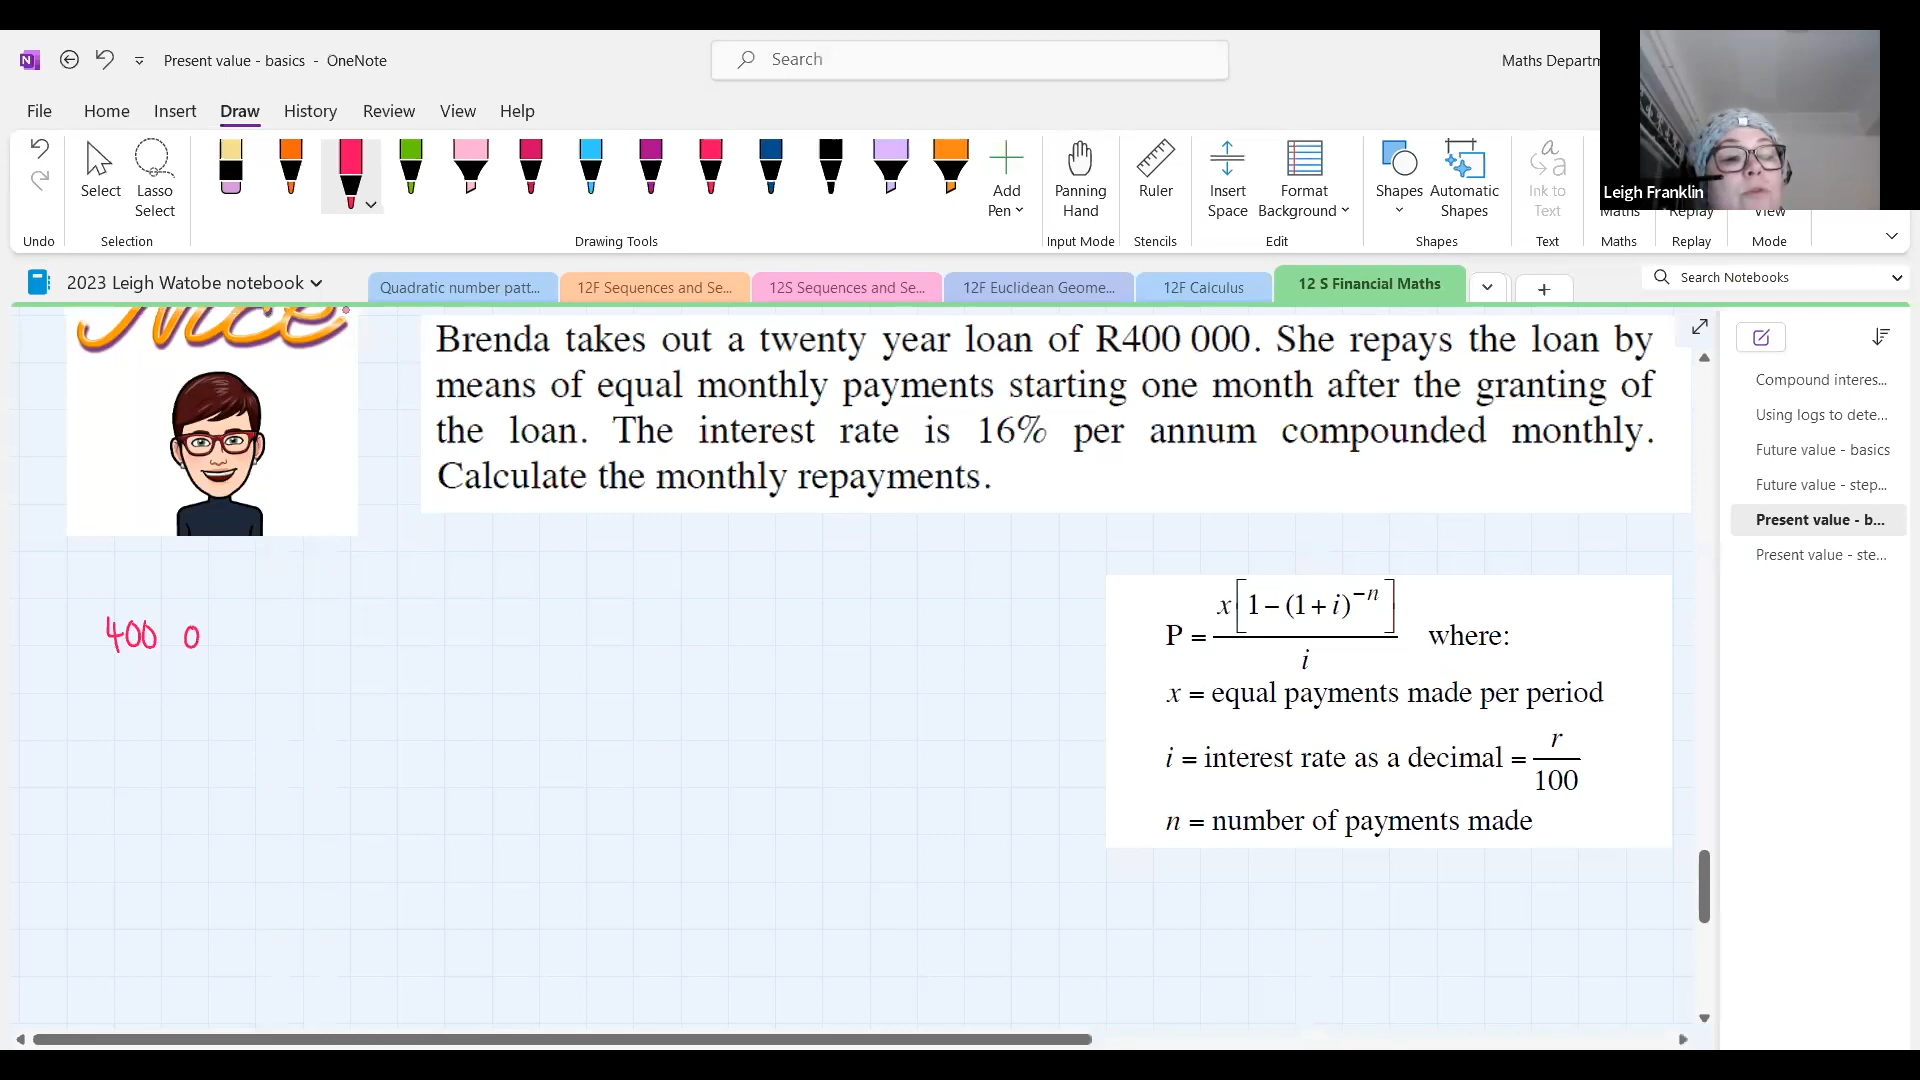 Present value - basics - OneNote
Search
Maths Departm
File Home Insert Draw History Review View Help
Select
Lasso Select
Add Pen
Panning Hand
Ruler
Insert Space
Format Background
Shapes
Automatic Shapes
Ink to Text
Maths
Replay
View
Leigh Franklin
Undo Selection Drawing Tools Input Mode Stencils Edit Shapes Text Maths Replay Mode
2023 Leigh Watobe notebook
Quadratic number patt...
12F Sequences and Se...
12S Sequences and Se...
12F Euclidean Geome...
12F Calculus
12 S Financial Maths
Search Notebooks
Nice
Brenda takes out a twenty year loan of R400 000. She repays the loan by
means of equal monthly payments starting one month after the granting of
the loan. The interest rate is 16% per annum compounded monthly.
Calculate the monthly repayments.
400 0
P = x[1 − (1 + i)^−n] / i where:
x = equal payments made per period
i = interest rate as a decimal = r/100
n = number of payments made
Compound interes...
Using logs to dete...
Future value - basics
Future value - step...
Present value - b...
Present value - ste...